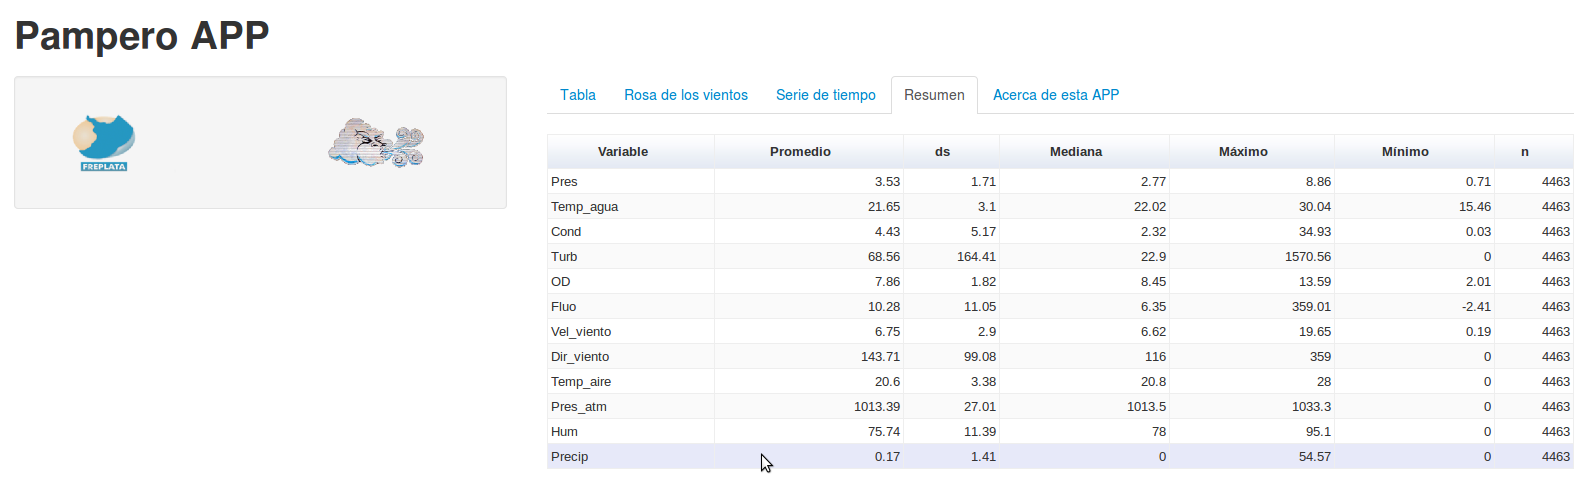 Pampero APP
FREPLATA
Tabla Rosa de los vientos Serie de tiempo Resumen Acerca de esta APP
Variable Promedio ds Mediana Máximo Mínimo n
Pres 3.53 1.71 2.77 8.86 0.71 4463
Temp_agua 21.65 3.1 22.02 30.04 15.46 4463
Cond 4.43 5.17 2.32 34.93 0.03 4463
Turb 68.56 164.41 22.9 1570.56 0 4463
OD 7.86 1.82 8.45 13.59 2.01 4463
Fluo 10.28 11.05 6.35 359.01 -2.41 4463
Vel_viento 6.75 2.9 6.62 19.65 0.19 4463
Dir_viento 143.71 99.08 116 359 0 4463
Temp_aire 20.6 3.38 20.8 28 0 4463
Pres_atm 1013.39 27.01 1013.5 1033.3 0 4463
Hum 75.74 11.39 78 95.1 0 4463
Precip 0.17 1.41 0 54.57 0 4463